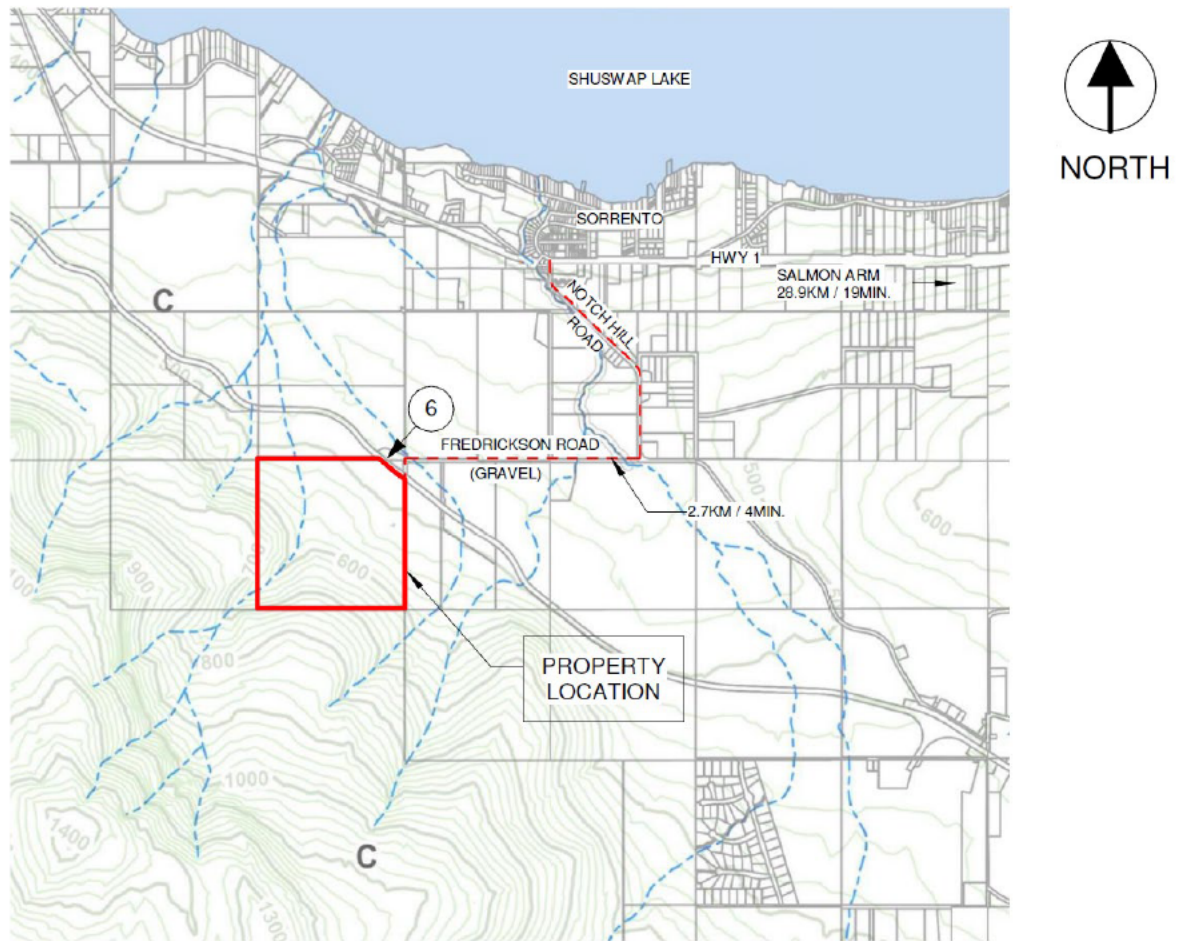 SHUSWAP LAKE
NORTH
SORRENTO
HWY 1
SALMON ARM
28.9KM / 19MIN.
C
NOTCH HILL
ROAD
6
FREDRICKSON ROAD
(GRAVEL)
2.7KM / 4MIN.
500
600
700
600
900
800
PROPERTY
LOCATION
1000
1400
C
1300